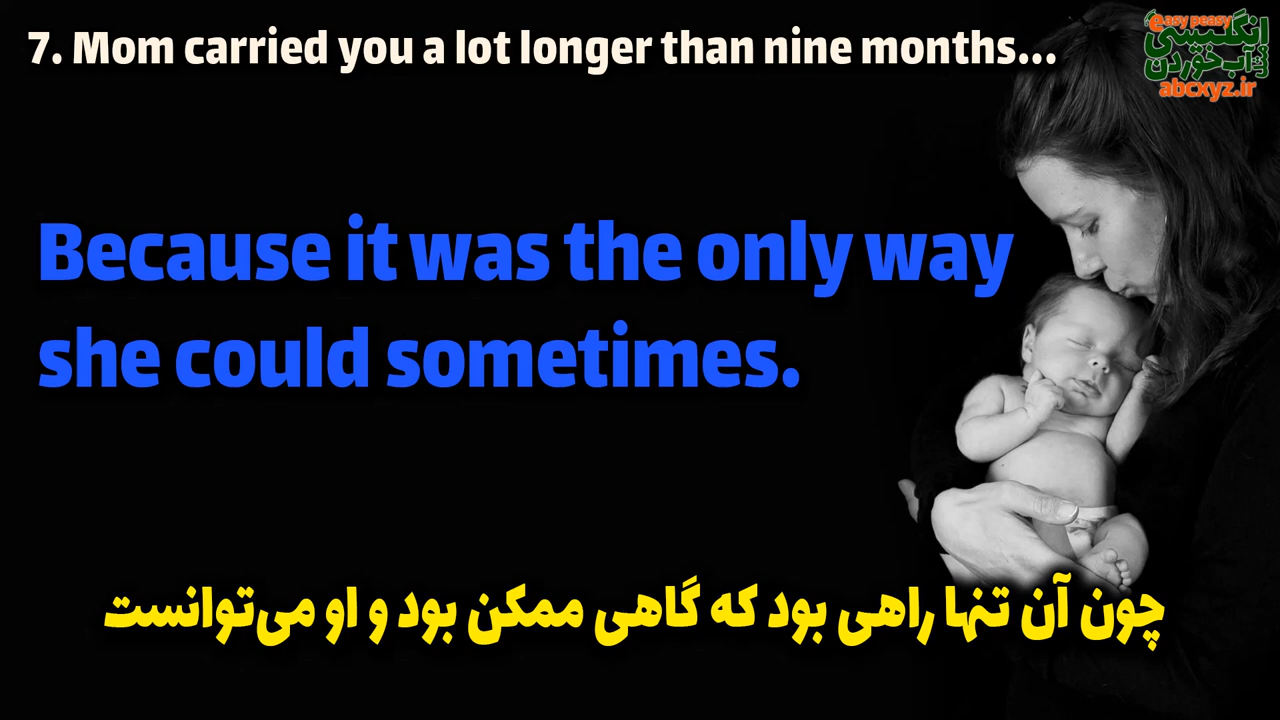 7. Mom carried you a lot longer than nine months...
easy peasy
انگلیسی
آب خوردن
abcxyz.ir
Because it was the only way
she could sometimes.
چون آن تنها راهی بود که گاهی ممکن بود و او می‌توانست